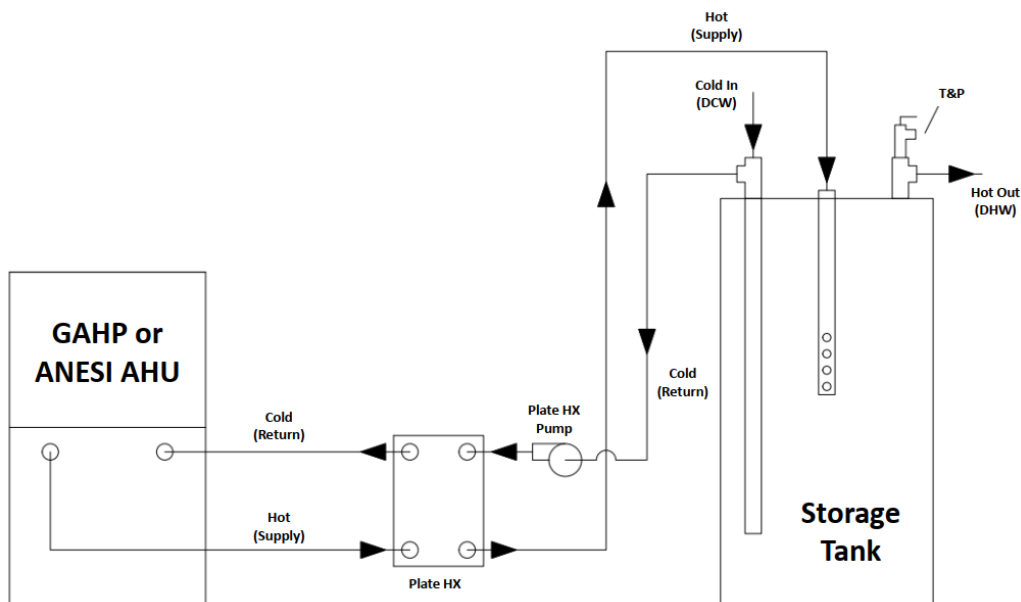 Hot
(Supply)
Cold In
(DCW)
T&P
Hot Out
(DHW)
GAHP or
ANESI AHU
Cold
(Return)
Plate HX
Pump
Cold
(Return)
Hot
(Supply)
Plate HX
Storage
Tank